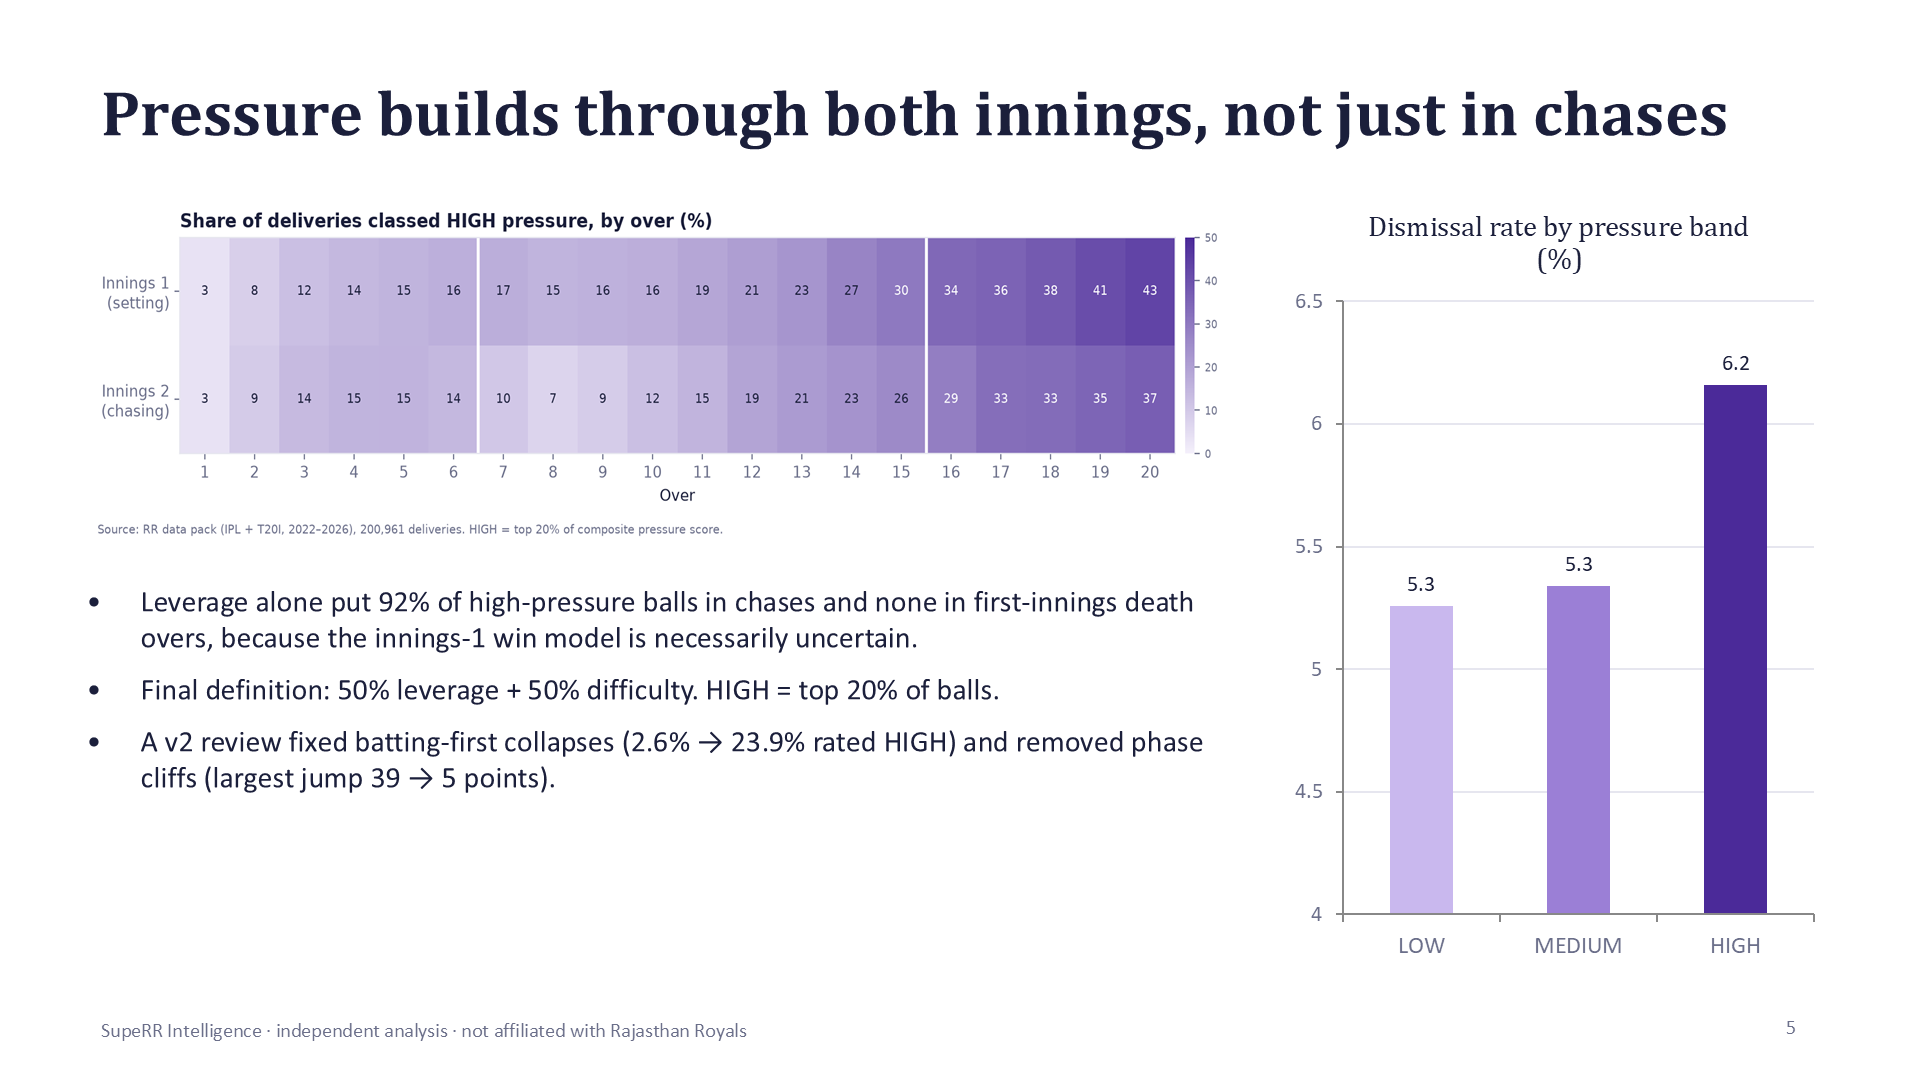 Pressure builds through both innings, not just in chases
Share of deliveries classed HIGH pressure, by over (%)
Innings 1
(setting)
3 8 12 14 15 16 17 15 16 16 19 21 23 27 30 34 36 38 41 43
Innings 2
(chasing)
3 9 14 15 15 14 10 7 9 12 15 19 21 23 26 29 33 33 35 37
1 2 3 4 5 6 7 8 9 10 11 12 13 14 15 16 17 18 19 20
Over
50
40
30
20
10
0
Source: RR data pack (IPL + T20I, 2022–2026), 200,961 deliveries. HIGH = top 20% of composite pressure score.
• Leverage alone put 92% of high-pressure balls in chases and none in first-innings death
overs, because the innings-1 win model is necessarily uncertain.
• Final definition: 50% leverage + 50% difficulty. HIGH = top 20% of balls.
• A v2 review fixed batting-first collapses (2.6% → 23.9% rated HIGH) and removed phase
cliffs (largest jump 39 → 5 points).
Dismissal rate by pressure band
(%)
6.5
6
5.5
5
4.5
4
5.3
5.3
6.2
LOW MEDIUM HIGH
SupeRR Intelligence · independent analysis · not affiliated with Rajasthan Royals
5